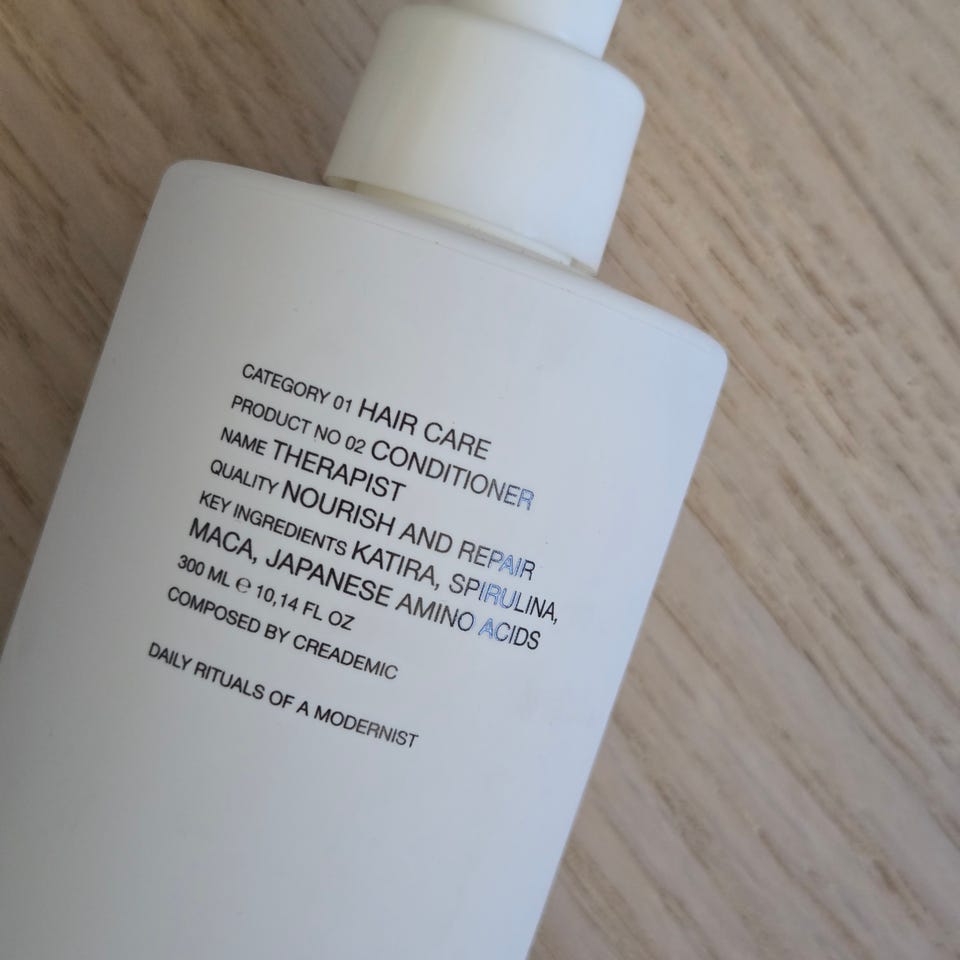 CATEGORY 01 HAIR CARE
PRODUCT NO 02 CONDITIONER
NAME THERAPIST
QUALITY NOURISH AND REPAIR
KEY INGREDIENTS KATIRA, SPIRULINA,
MACA, JAPANESE AMINO ACIDS
300 ML ℮ 10,14 FL OZ
COMPOSED BY CREADEMIC
DAILY RITUALS OF A MODERNIST